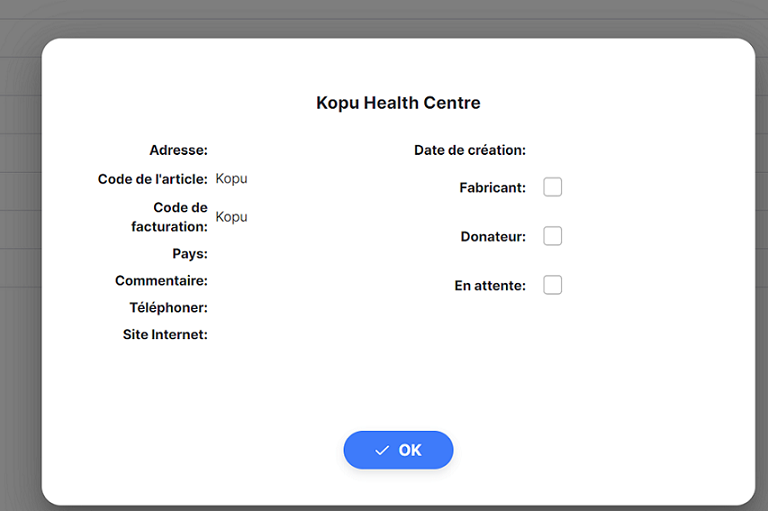 Kopu Health Centre
Adresse:
Code de l'article: Kopu
Code de
facturation: Kopu
Pays:
Commentaire:
Téléphoner:
Site Internet:
Date de création:
Fabricant:
Donateur:
En attente:
OK